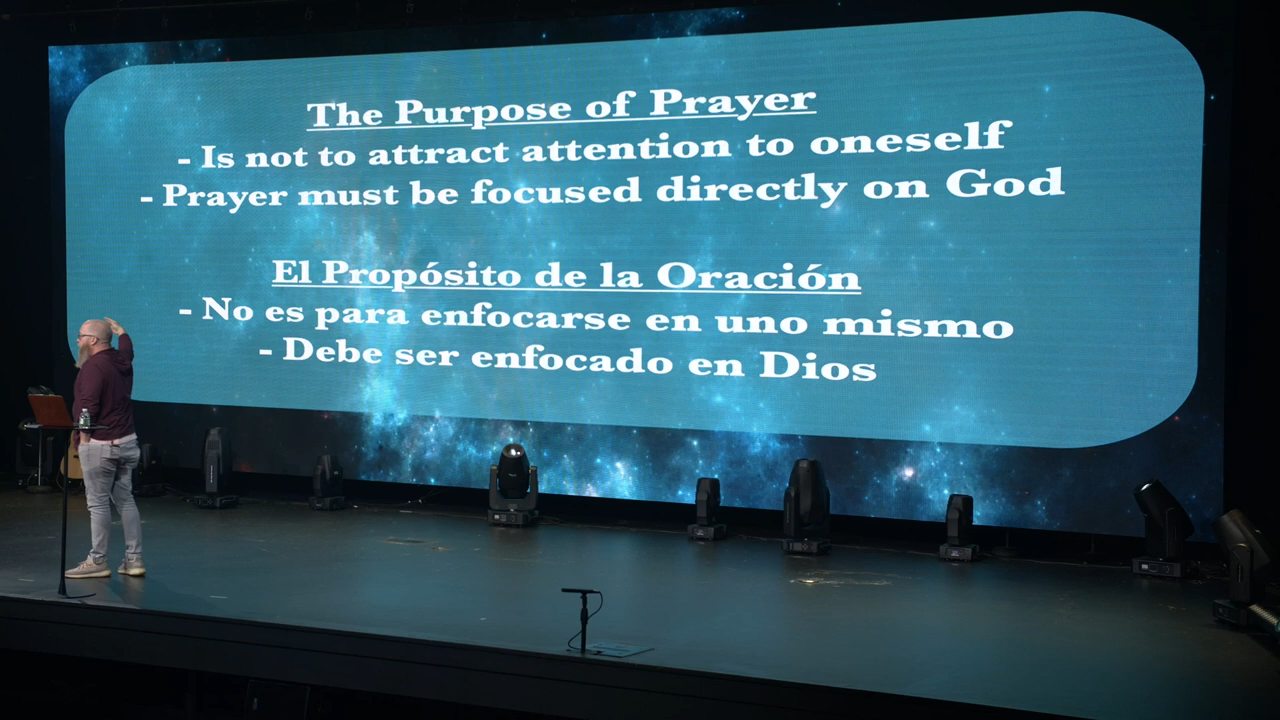 The Purpose of Prayer
- Is not to attract attention to oneself
- Prayer must be focused directly on God
El Propósito de la Oración
- No es para enfocarse en uno mismo
- Debe ser enfocado en Dios